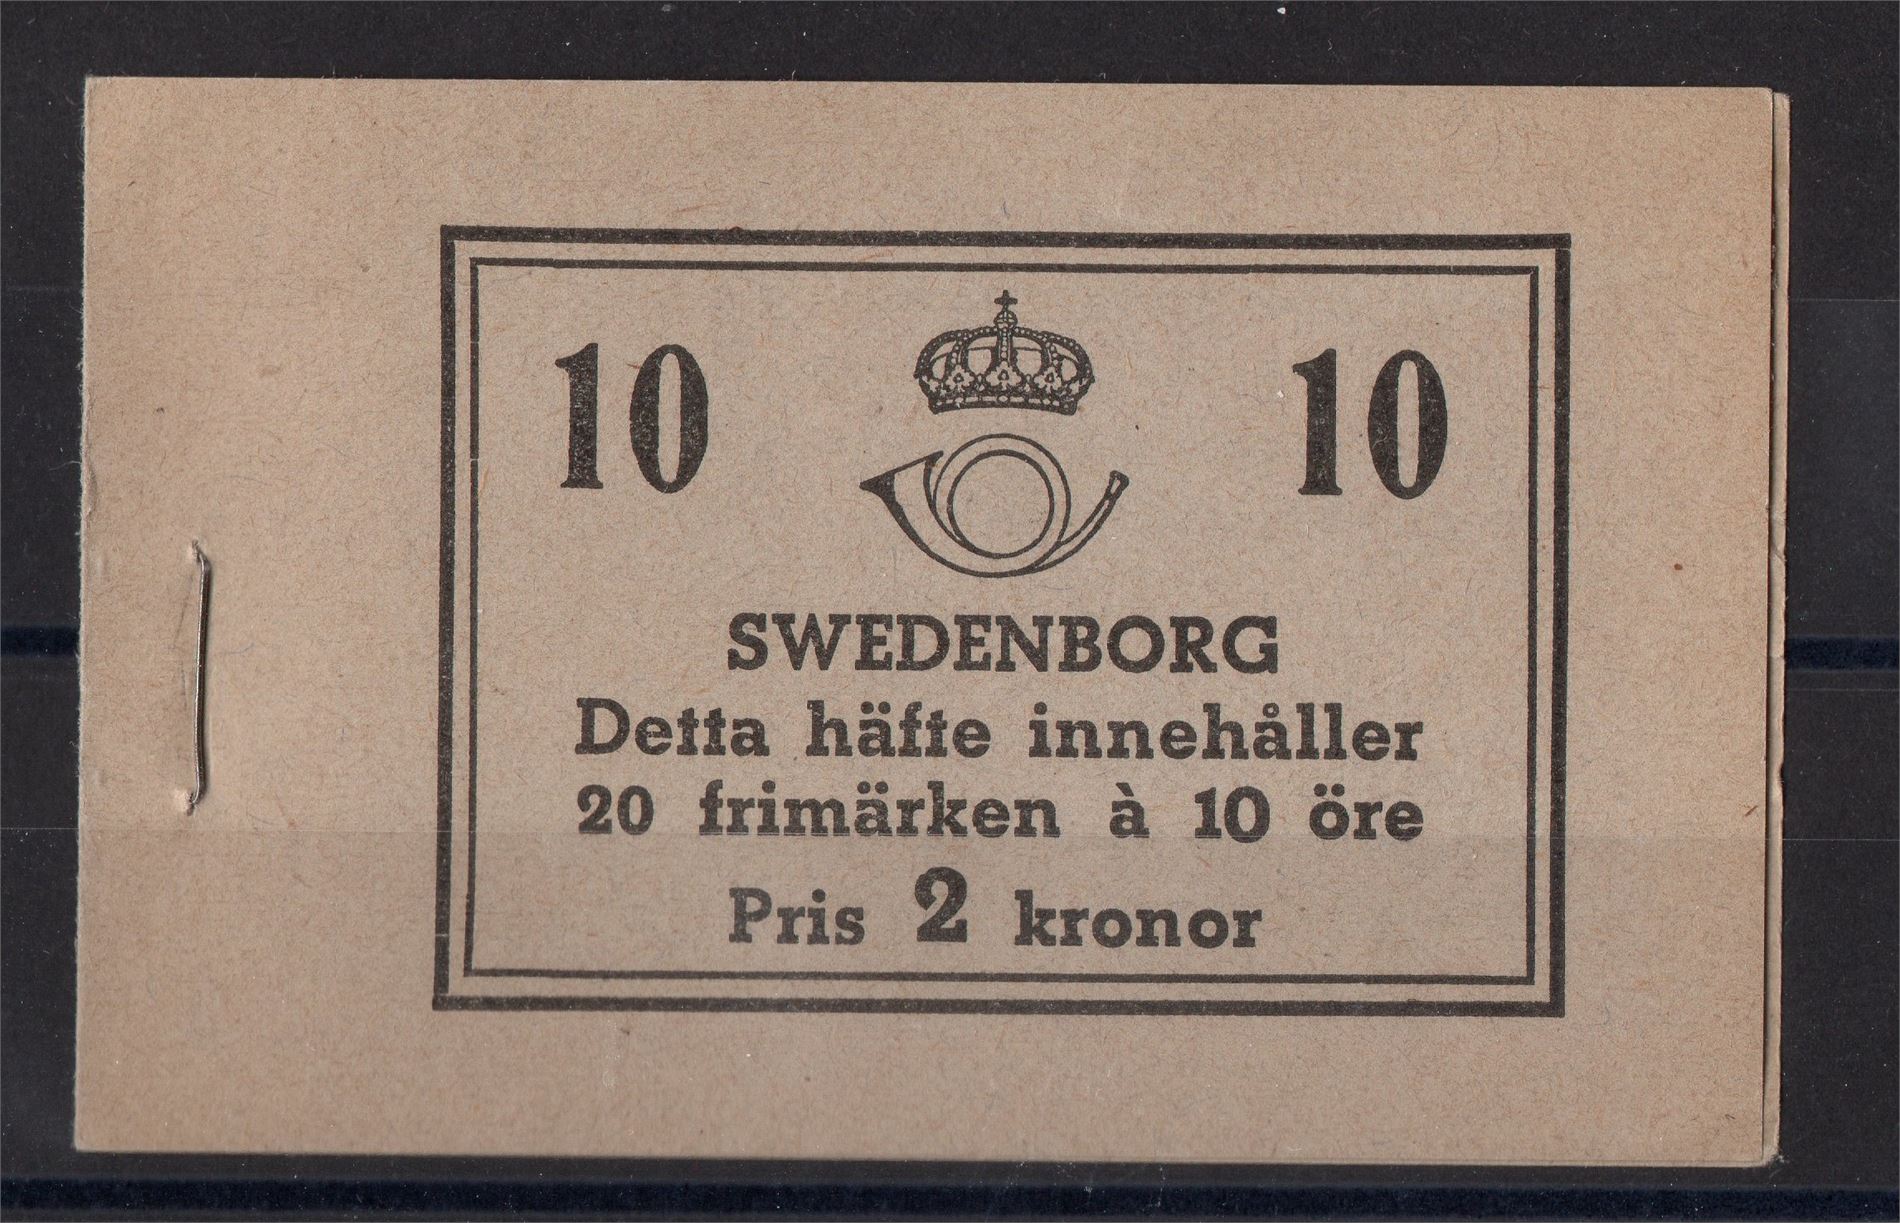 10 10
SWEDENBORG
Detta häfte innehåller
20 frimärken à 10 öre
Pris 2 kronor